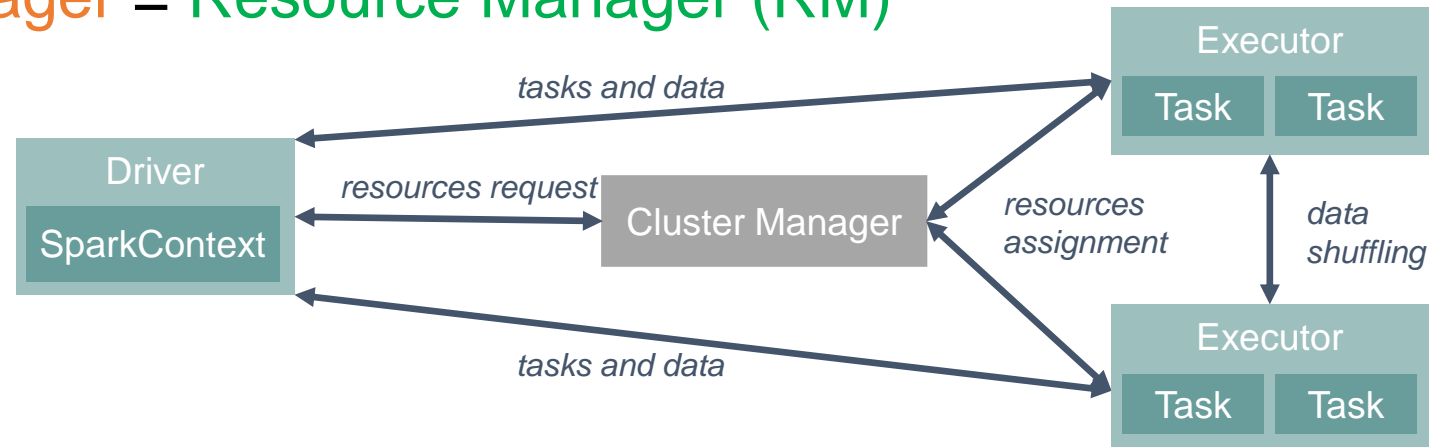 = Resource Manager (RM)
Executor
tasks and data
Task Task
Driver
resources request
SparkContext
Cluster Manager
resources
assignment
data
shuffling
Executor
tasks and data
Task Task